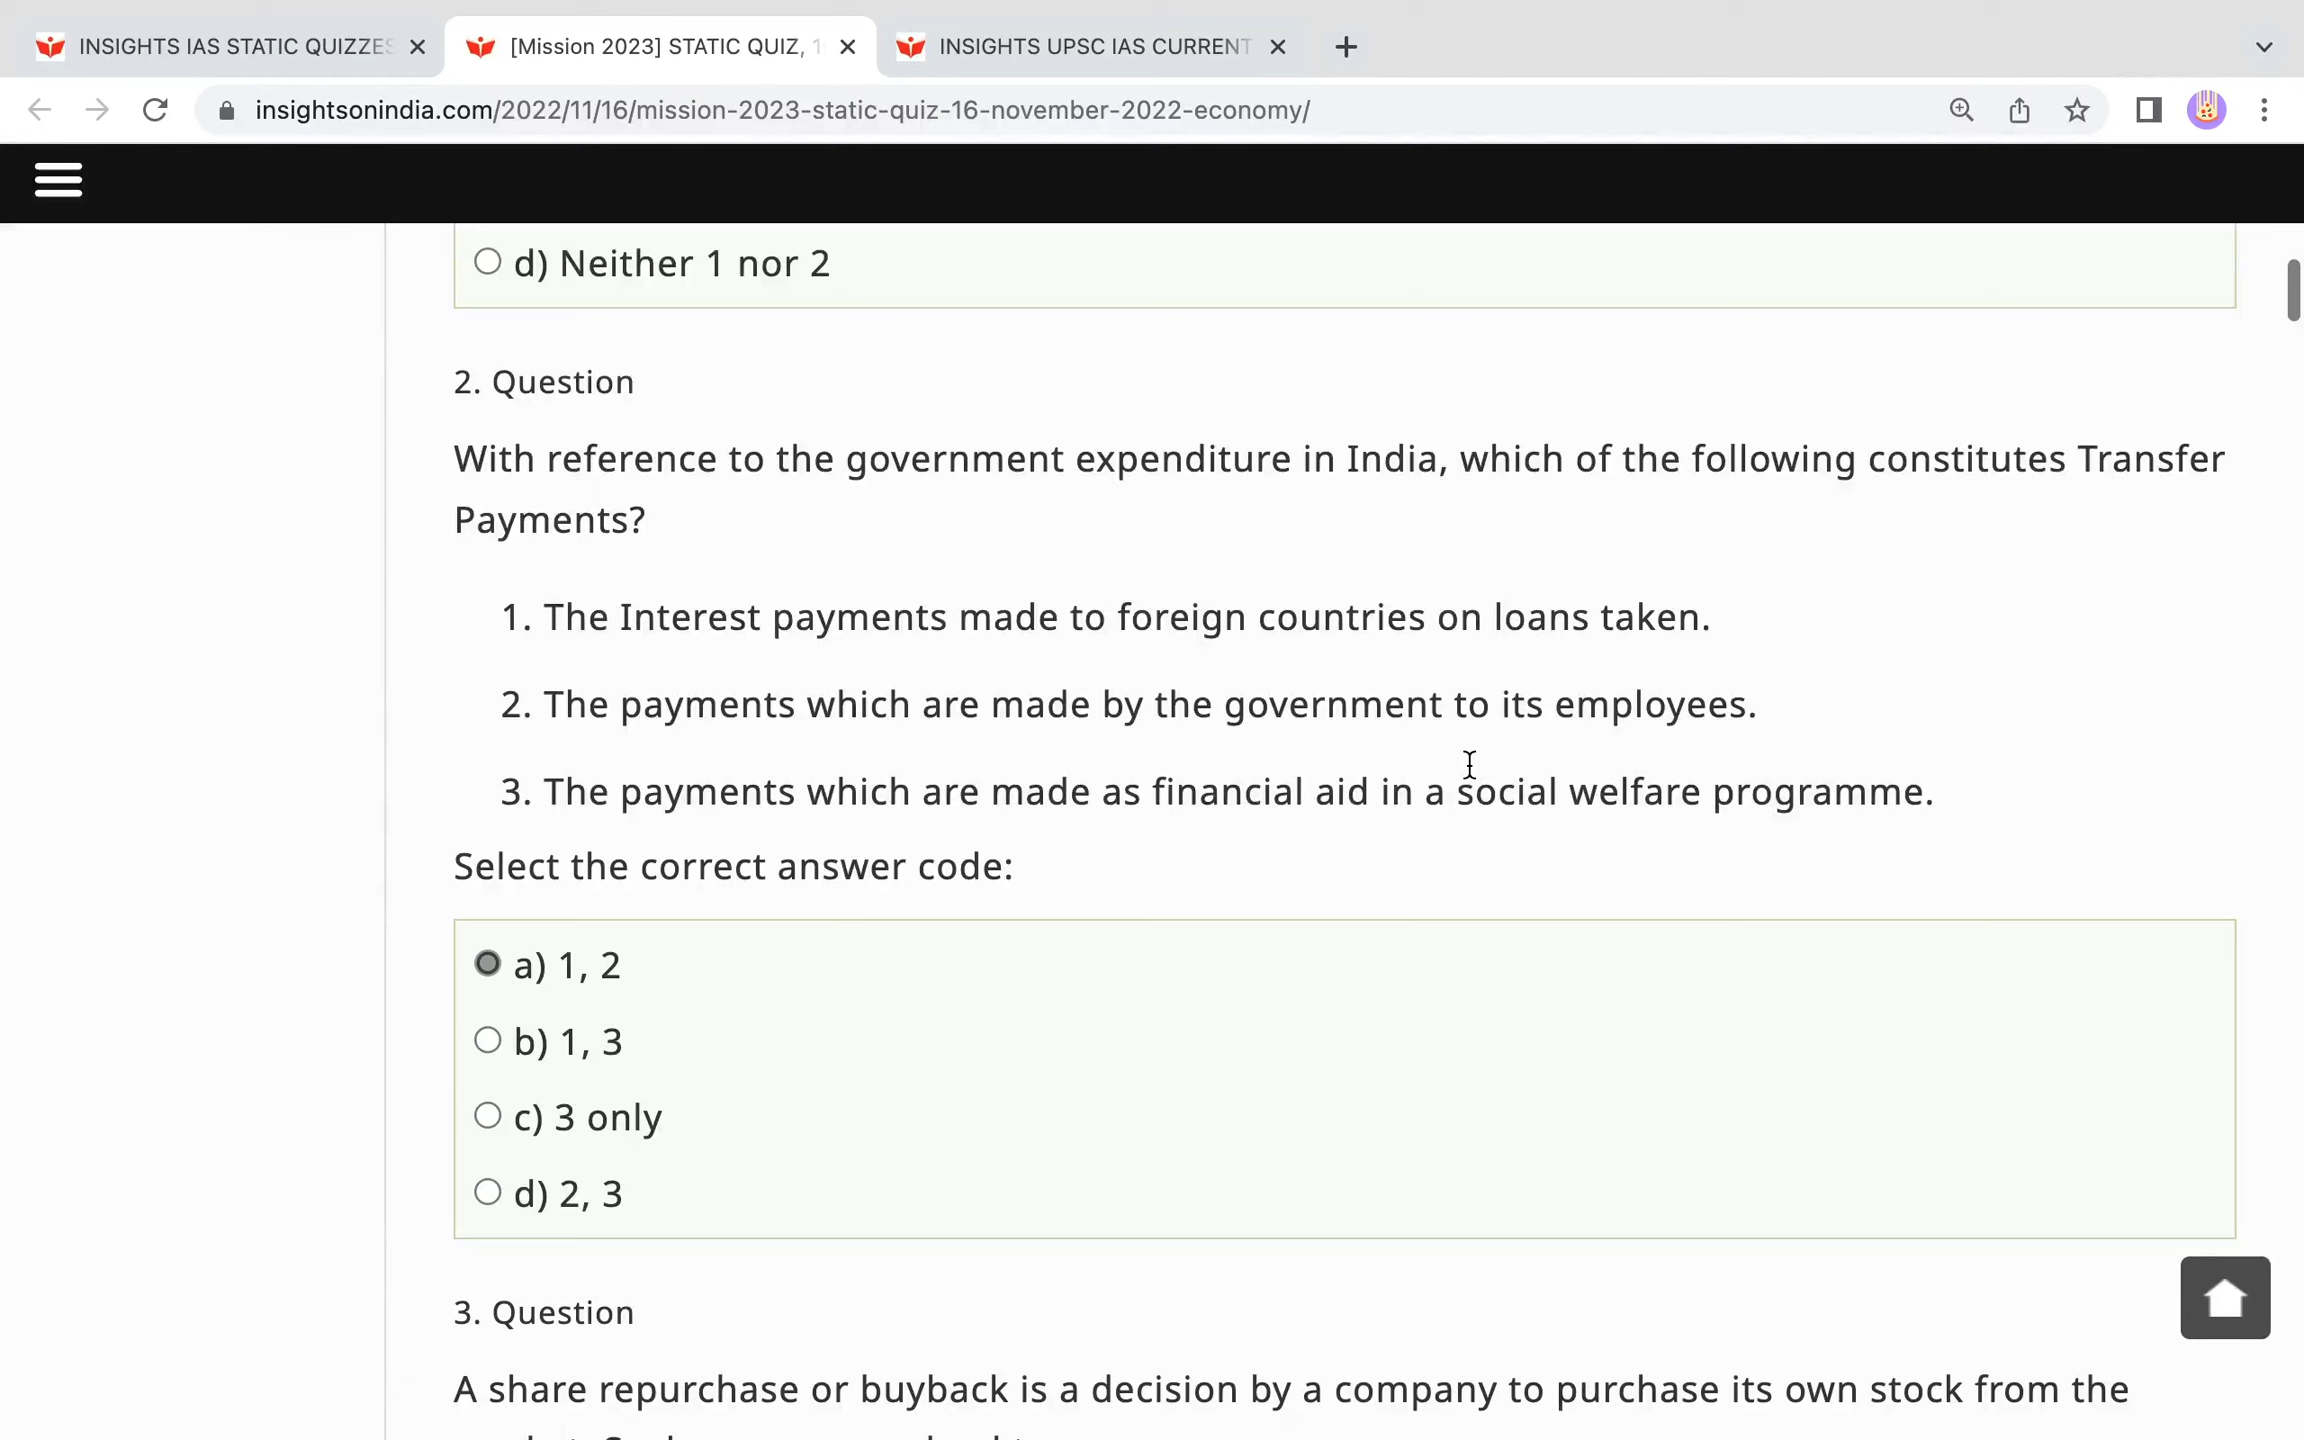 INSIGHTS IAS STATIC QUIZZES
[Mission 2023] STATIC QUIZ, 1
INSIGHTS UPSC IAS CURRENT
insightsonindia.com/2022/11/16/mission-2023-static-quiz-16-november-2022-economy/
d) Neither 1 nor 2
2. Question
With reference to the government expenditure in India, which of the following constitutes Transfer
Payments?
1. The Interest payments made to foreign countries on loans taken.
2. The payments which are made by the government to its employees.
3. The payments which are made as financial aid in a social welfare programme.
Select the correct answer code:
a) 1, 2
b) 1, 3
c) 3 only
d) 2, 3
3. Question
A share repurchase or buyback is a decision by a company to purchase its own stock from the